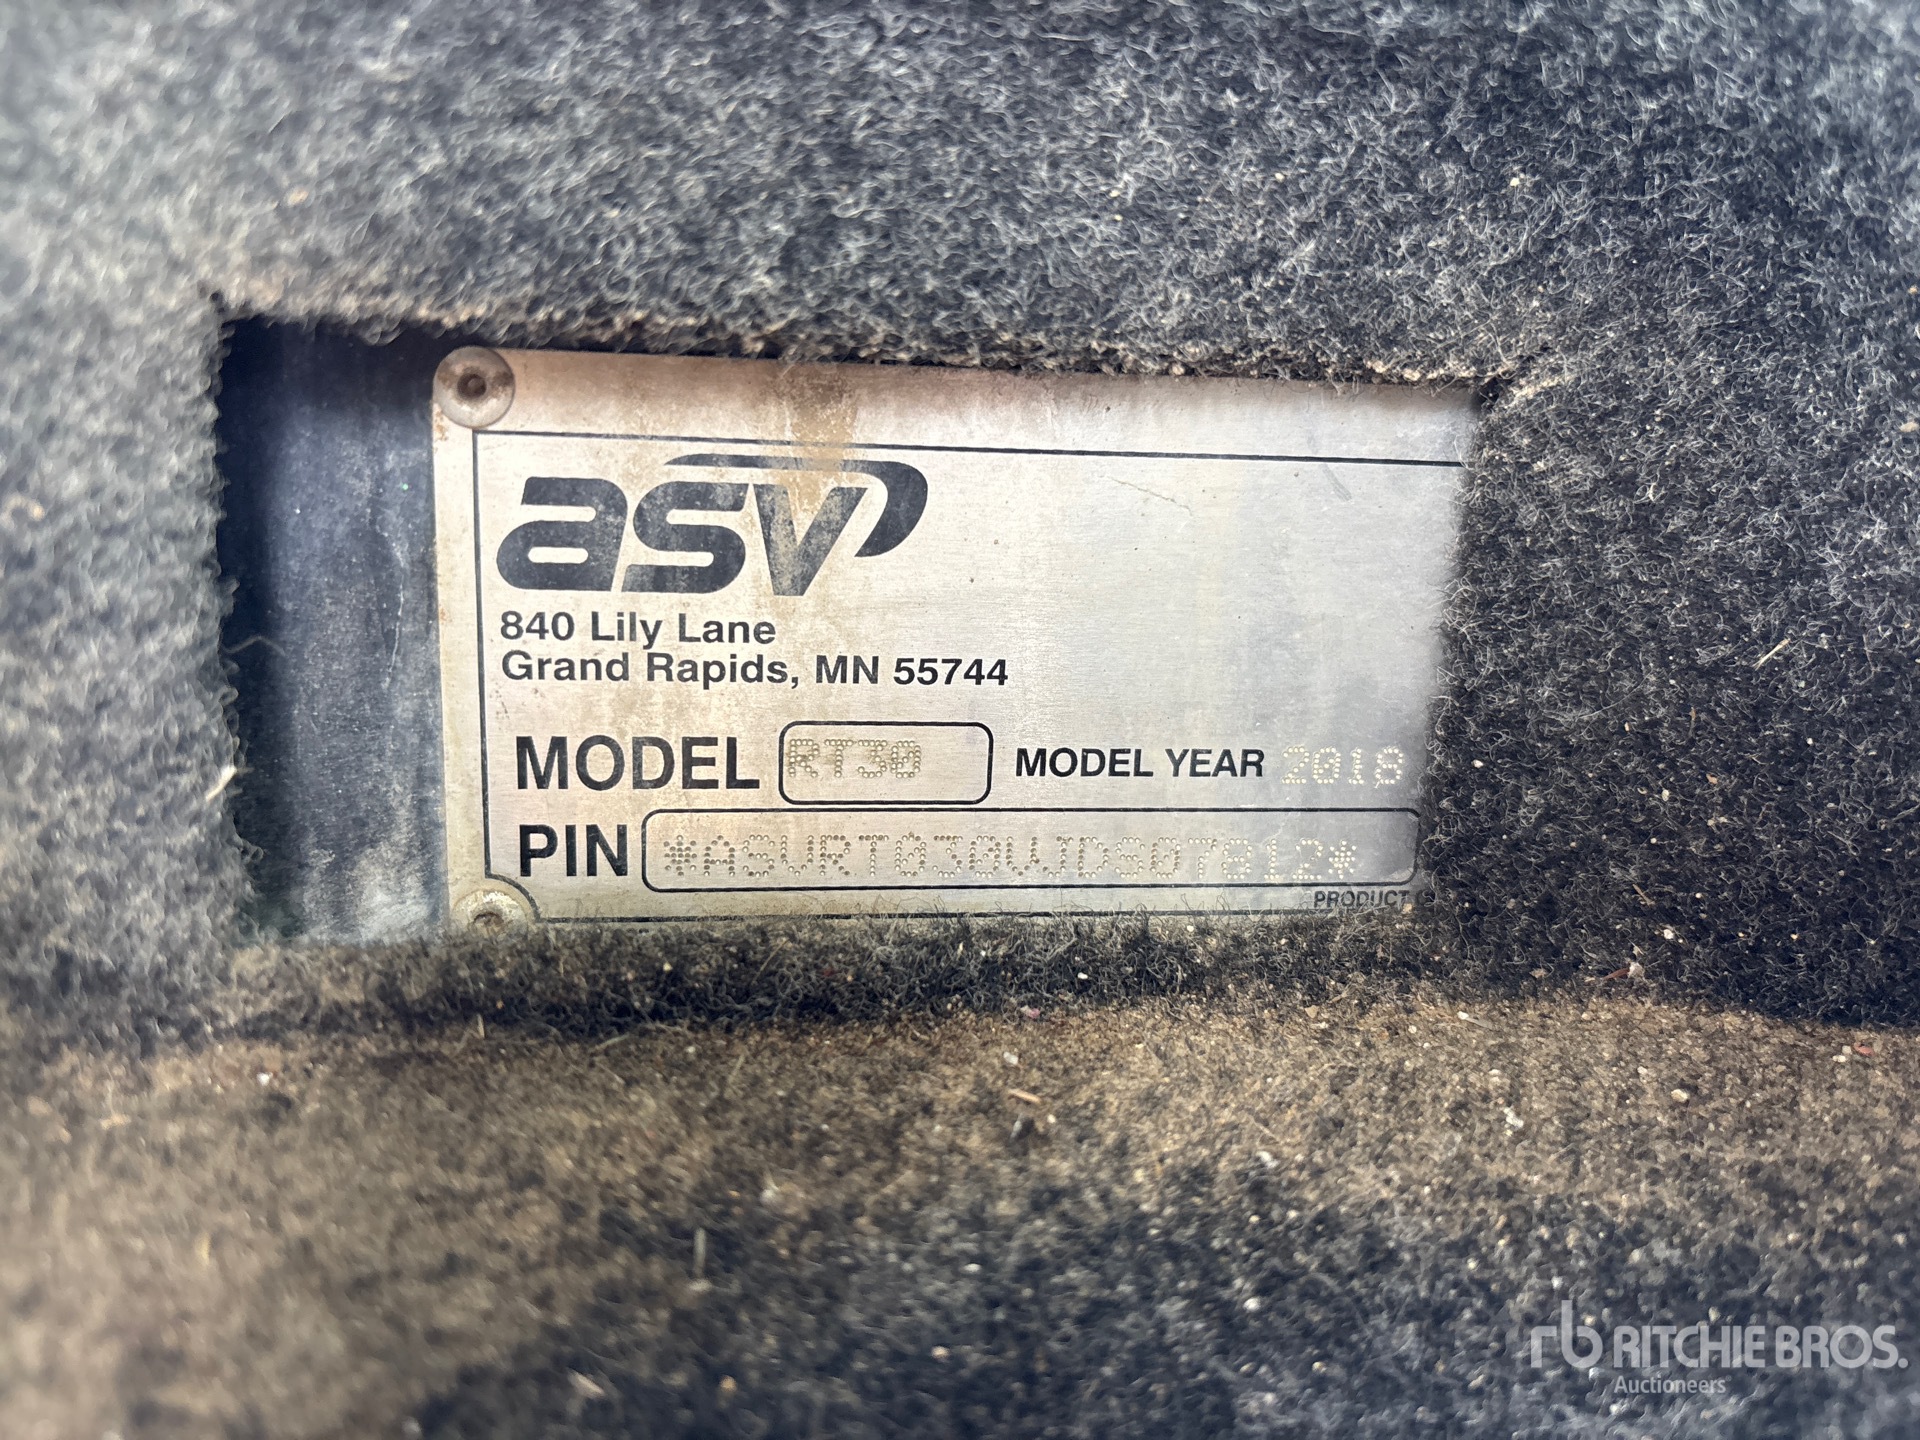 asv
840 Lily Lane
Grand Rapids, MN 55744
MODEL RT30 MODEL YEAR 2018
PIN *ASVRT030VJDS07812*
PRODUCT
rb RITCHIE BROS.
Auctioneers